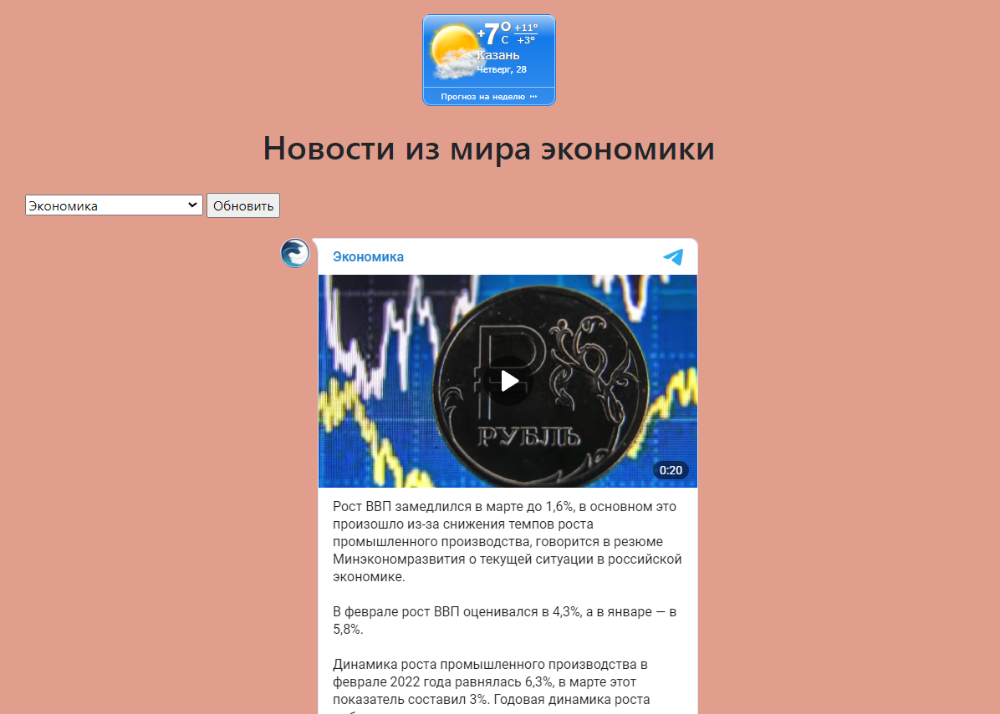 +7° +11°
C +3°
Казань
Четверг, 28
Прогноз на неделю ···
Новости из мира экономики
Экономика Обновить
Экономика
РУБЛЬ
0:20
Рост ВВП замедлился в марте до 1,6%, в основном это
произошло из-за снижения темпов роста
промышленного производства, говорится в резюме
Минэкономразвития о текущей ситуации в российской
экономике.
В феврале рост ВВП оценивался в 4,3%, а в январе — в
5,8%.
Динамика роста промышленного производства в
феврале 2022 года равнялась 6,3%, в марте этот
показатель составил 3%. Годовая динамика роста